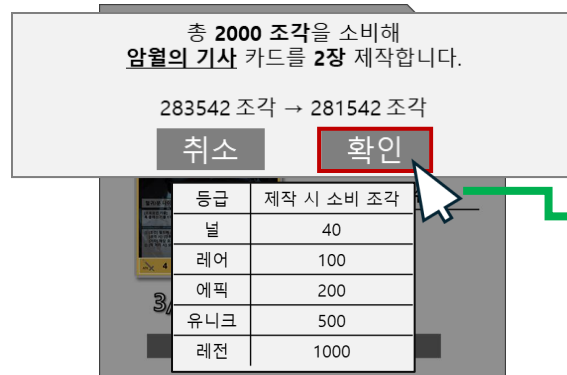 총 2000 조각을 소비해
암월의 기사 카드를 2장 제작합니다.
283542 조각 → 281542 조각
취소 확인
등급 제작 시 소비 조각
널 40
레어 100
에픽 200
유니크 500
레전 1000
4
3/